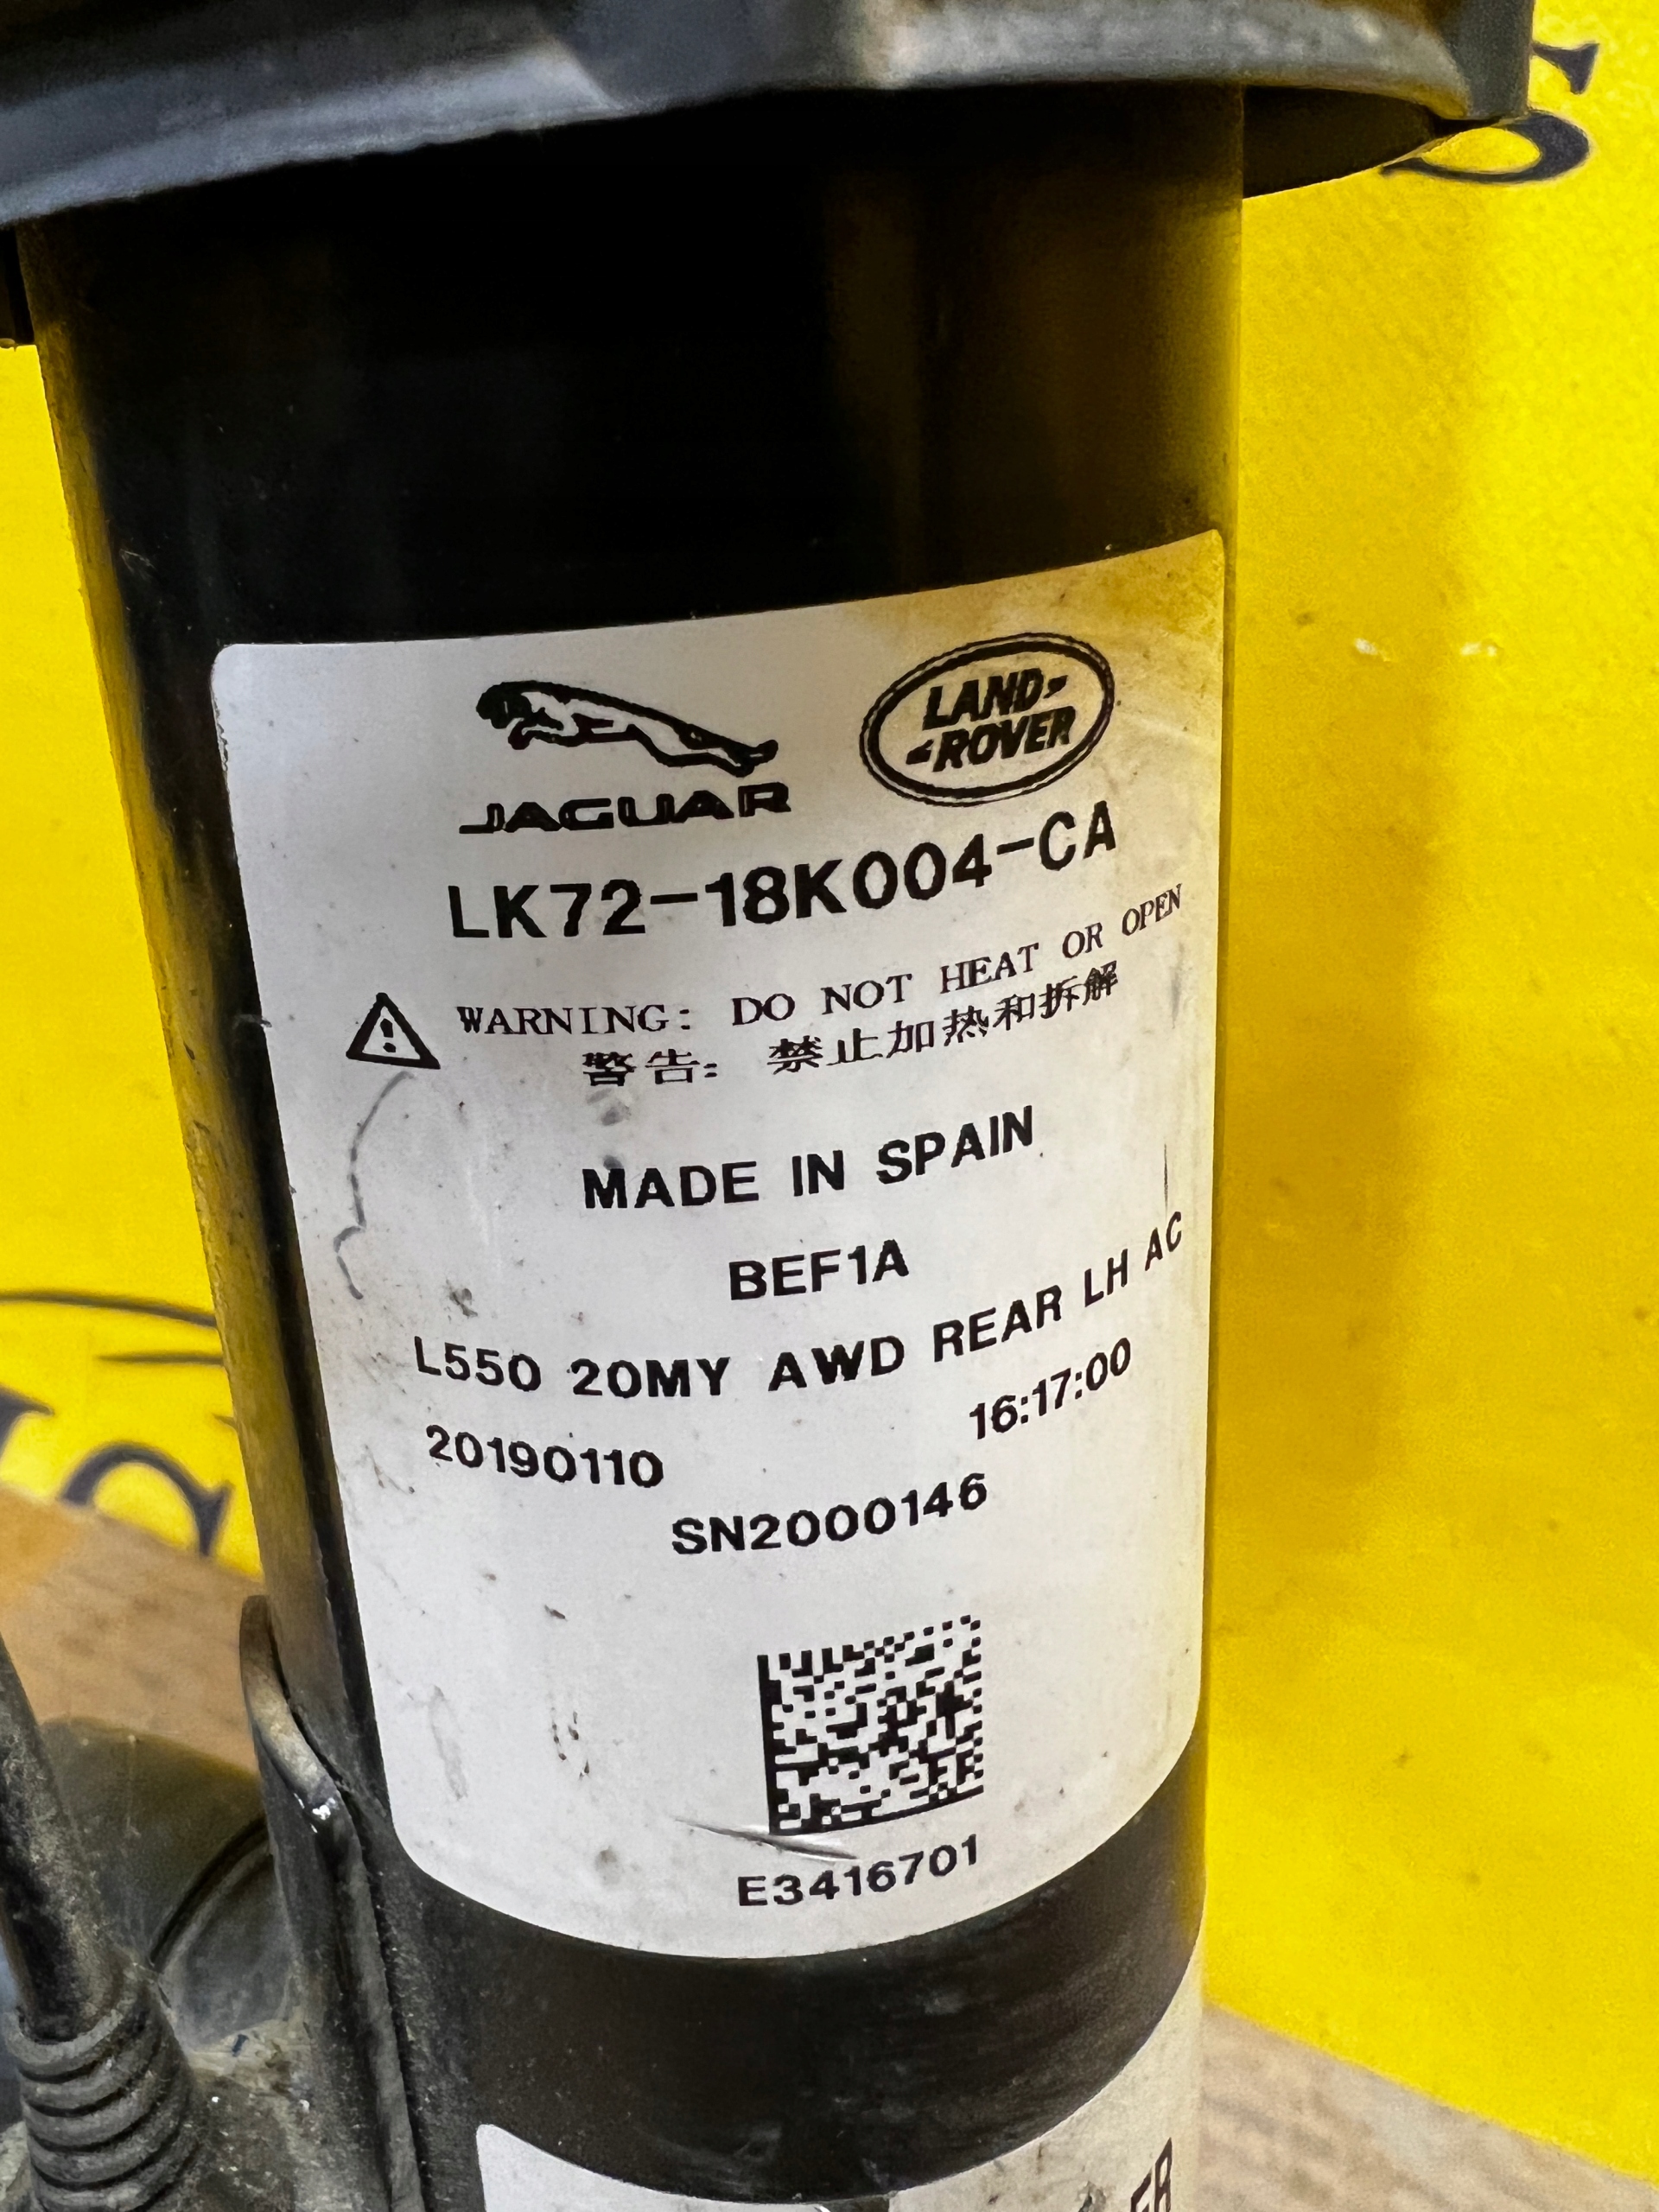 JAGUAR
LAND-
-ROVER
LK72-18K004-CA
WARNING: DO NOT HEAT OR OPEN
警告: 禁止加热和拆解
MADE IN SPAIN
BEF1A
L550 20MY AWD REAR LH AC
20190110 16:17:00
SN2000146
E3416701